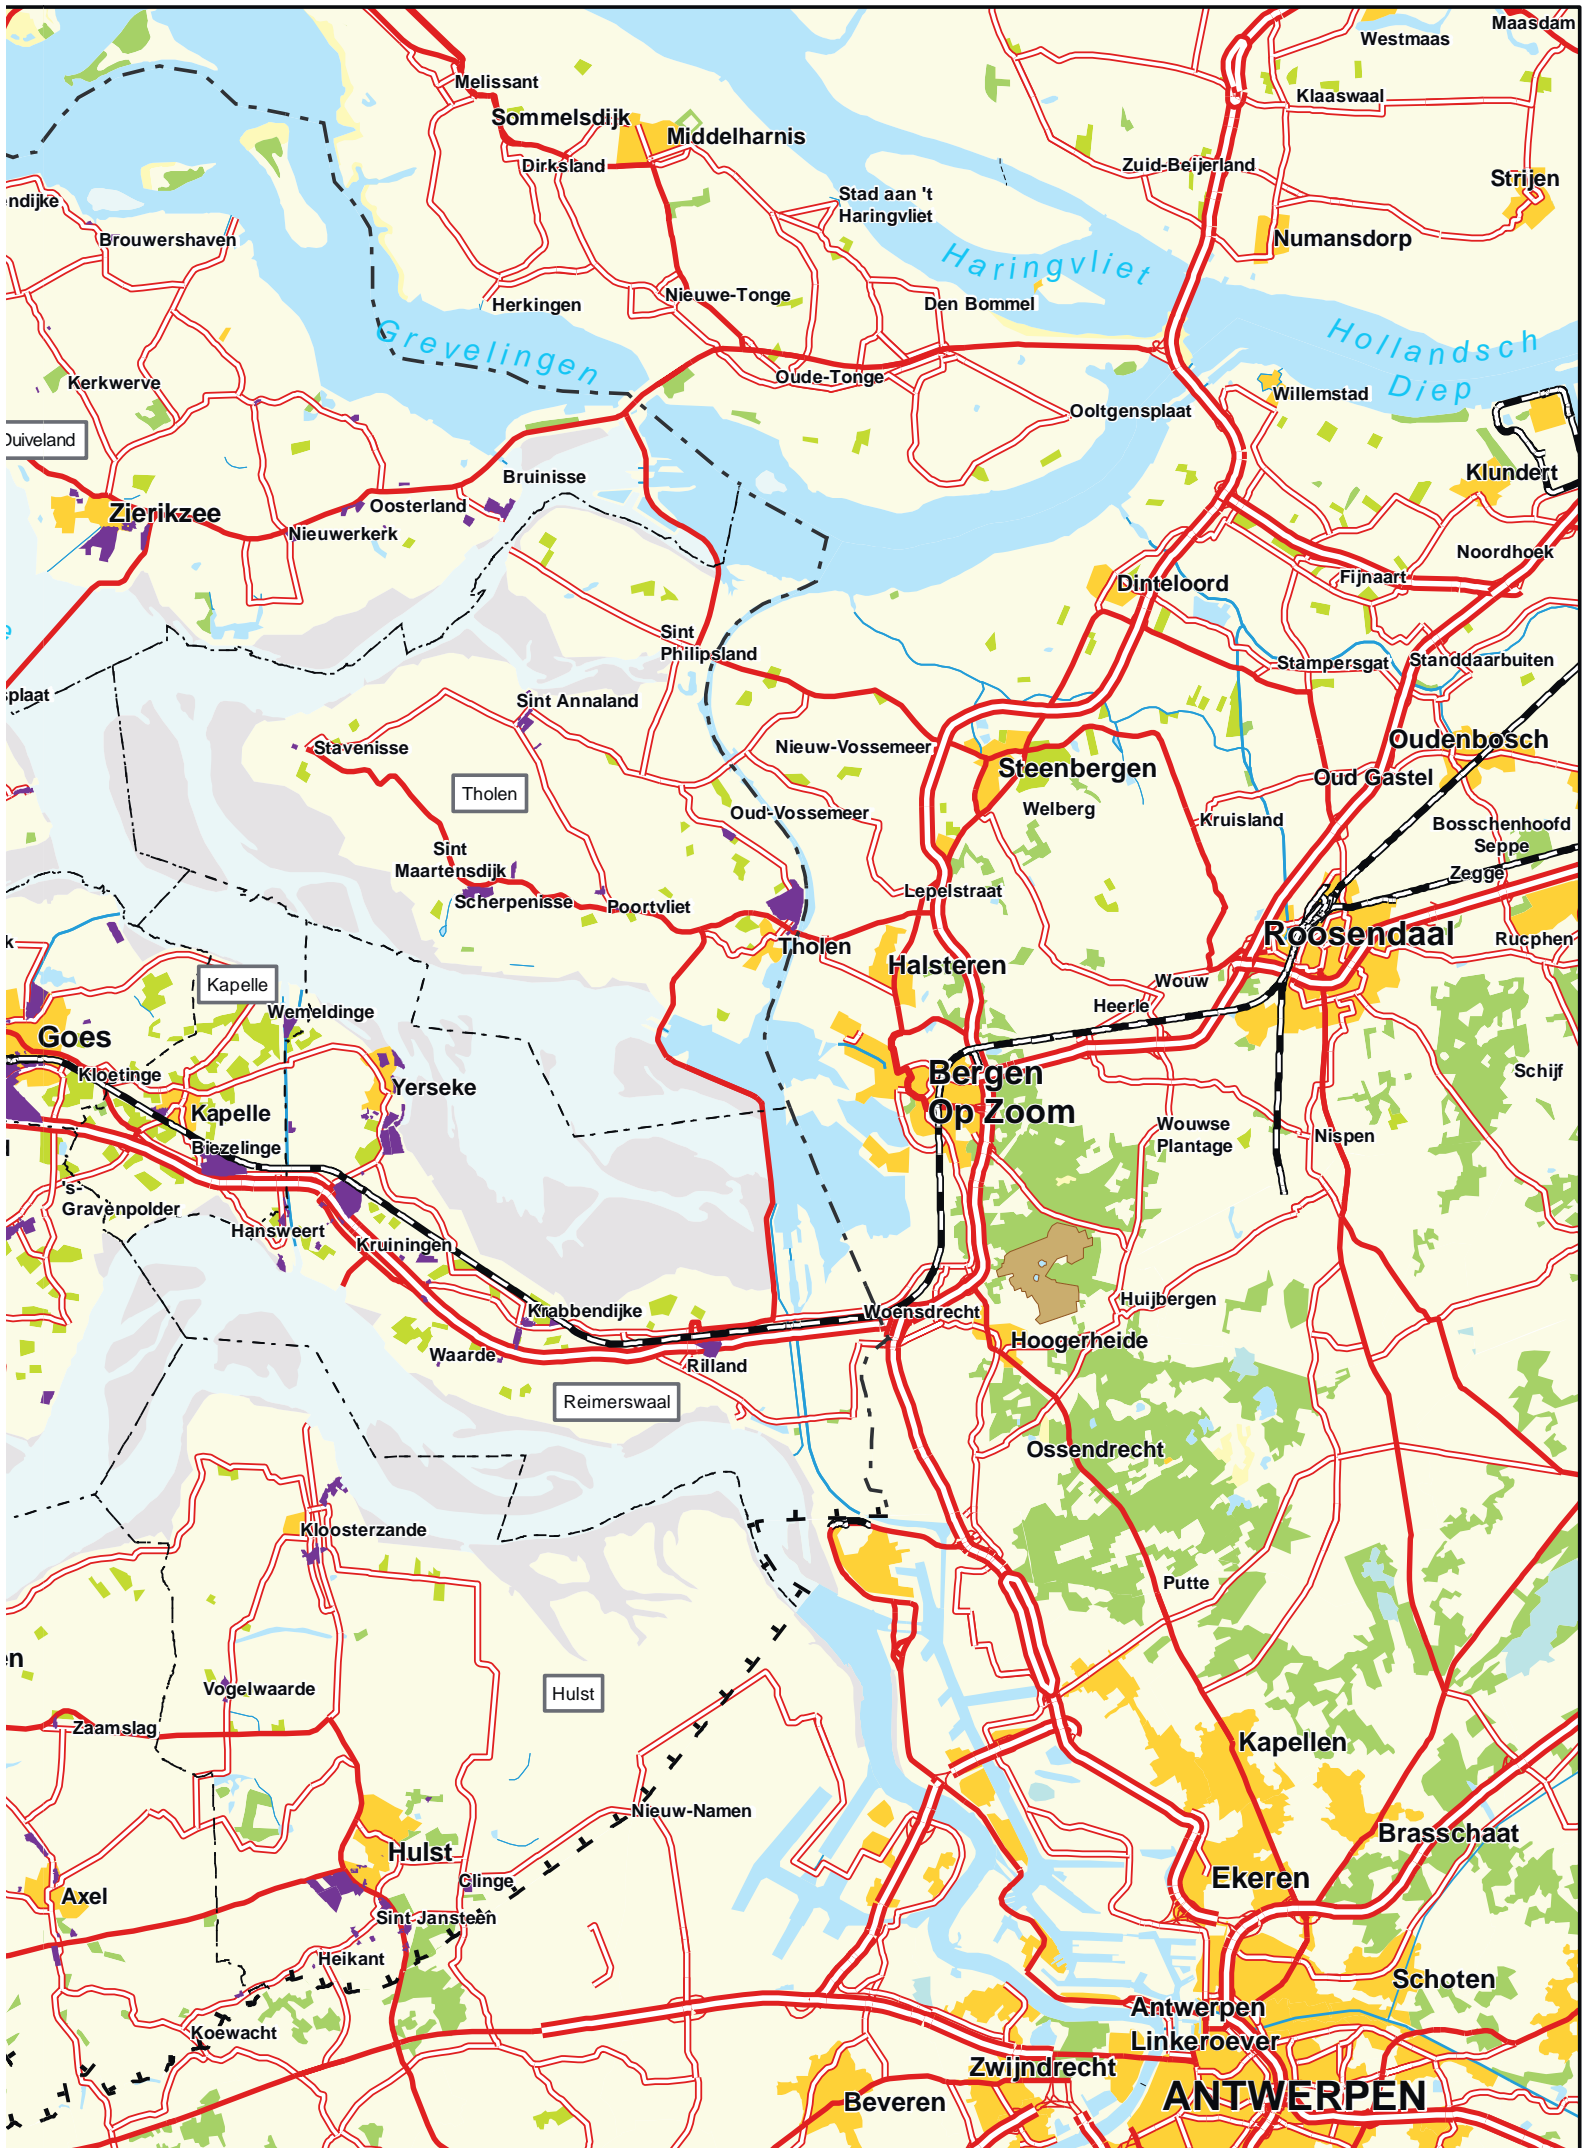 Maasdam
Westmaas
Melissant
Klaaswaal
Sommelsdijk
Middelharnis
Dirksland
Zuid-Beijerland
Strijen
Stad aan 't
Haringvliet
endijke
Brouwershaven
Numansdorp
Haringvliet
Herkingen
Nieuwe-Tonge
Den Bommel
Grevelingen
Hollandsch
Diep
Kerkwerve
Oude-Tonge
Willemstad
Ooltgensplaat
Duiveland
Klundert
Bruinisse
Zierikzee
Oosterland
Nieuwerkerk
Noordhoek
Fijnaart
Dinteloord
e
Sint
Philipsland
Stampersgat
Standdaarbuiten
splaat
Sint Annaland
Stavenisse
Nieuw-Vossemeer
Oudenbosch
Steenbergen
Oud Gastel
Tholen
Oud-Vossemeer
Welberg
Kruisland
Bosschenhoofd
Seppe
Sint
Maartensdijk
Zegge
Scherpenisse
Poortvliet
Lepelstraat
k
Tholen
Roosendaal
Rucphen
Halsteren
Kapelle
Wouw
Heerle
Wemeldinge
Goes
Kloetinge
Yerseke
Bergen
Op Zoom
Schijf
Kapelle
Wouwse
Plantage
Nispen
Biezelinge
's-
Gravenpolder
Hansweert
Kruiningen
Krabbendijke
Woensdrecht
Huijbergen
Hoogerheide
Waarde
Rilland
Reimerswaal
Ossendrecht
Kloosterzande
Putte
en
Hulst
Vogelwaarde
Zaamslag
Kapellen
Nieuw-Namen
Brasschaat
Hulst
Ekeren
Clinge
Axel
Sint Jansteen
Heikant
Schoten
Antwerpen
Linkeroever
Koewacht
Zwijndrecht
ANTWERPEN
Beveren